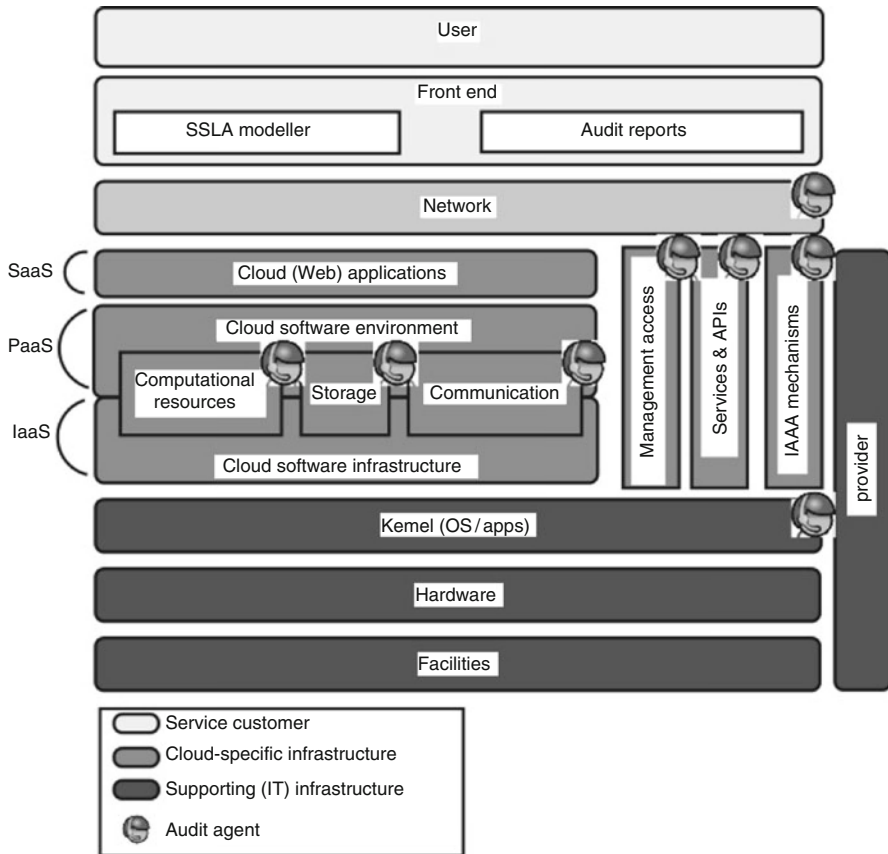 User
Front end
SSLA modeller
Audit reports
Network
SaaS
Cloud (Web) applications
PaaS
Cloud software environment
Computational
resources
Storage
Communication
IaaS
Cloud software infrastructure
Management access
Services & APIs
IAAA mechanisms
provider
Kemel (OS/apps)
Hardware
Facilities
Service customer
Cloud-specific infrastructure
Supporting (IT) infrastructure
Audit agent